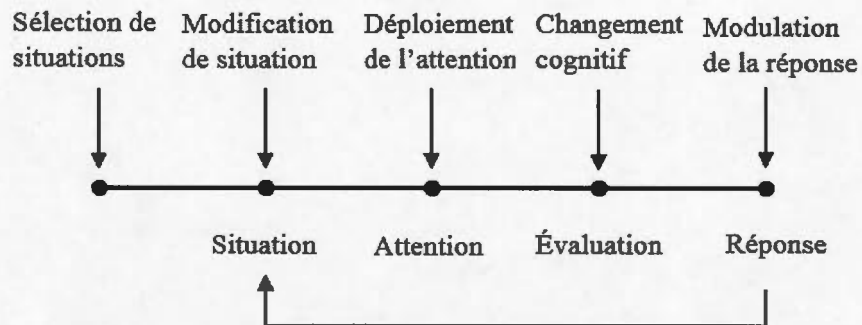 Sélection de
situations
Modification
de situation
Déploiement
de l'attention
Changement
cognitif
Modulation
de la réponse
Situation
Attention
Évaluation
Réponse